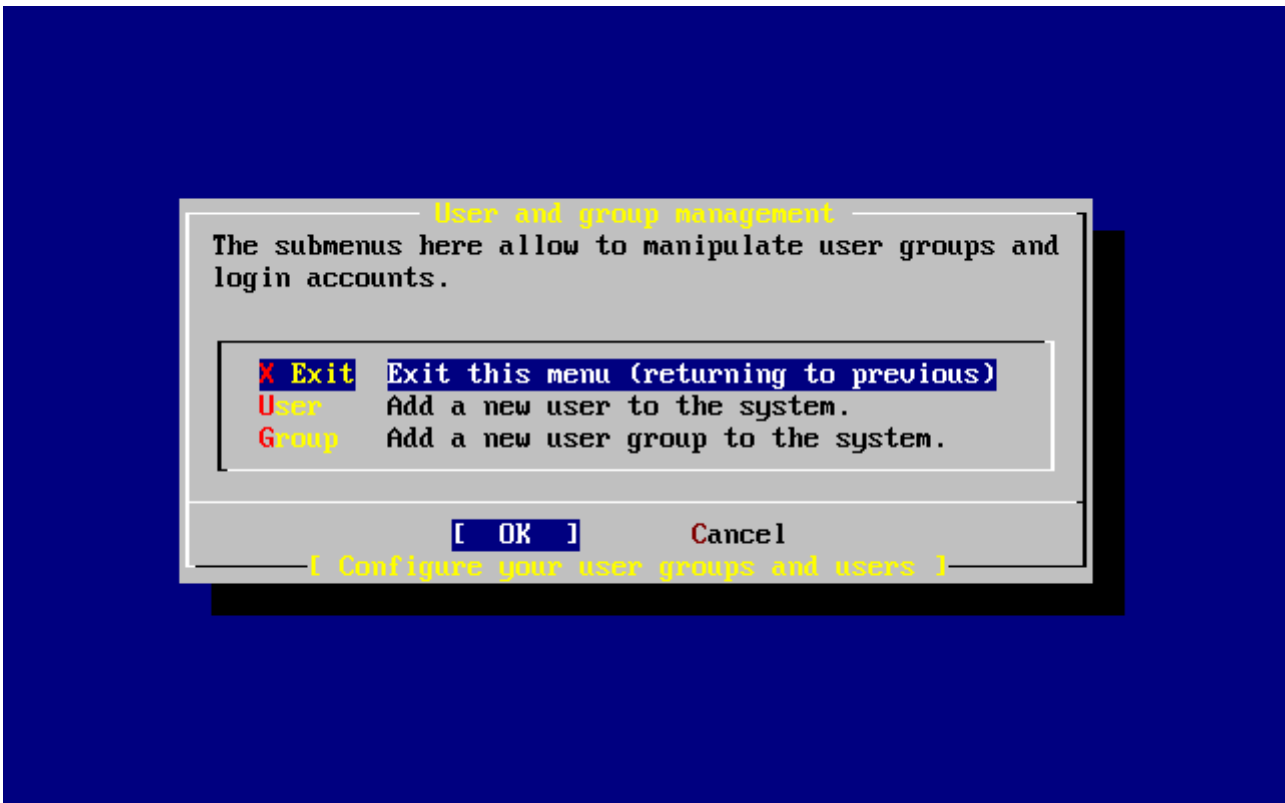 User and group management
The submenus here allow to manipulate user groups and
login accounts.
X Exit Exit this menu (returning to previous)
User Add a new user to the system.
Group Add a new user group to the system.
[ OK ] Cancel
[ Configure your user groups and users ]